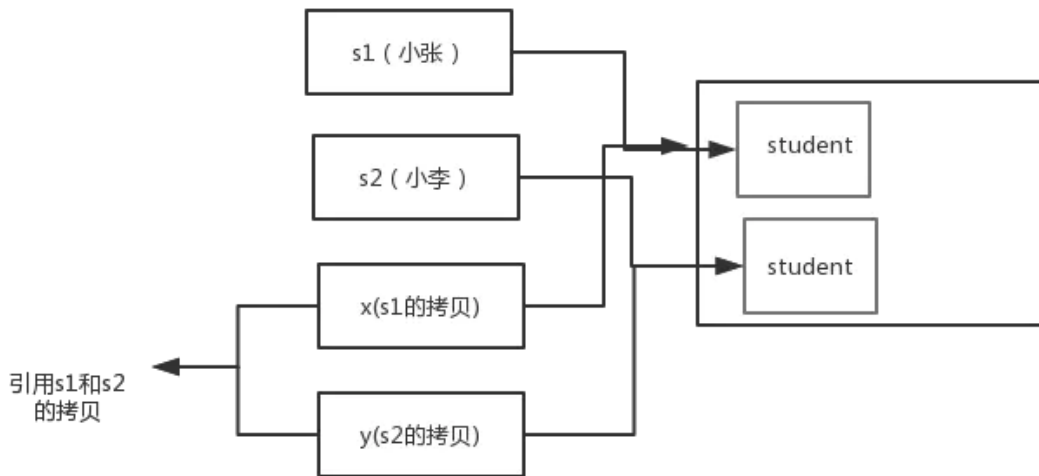 s1（小张）
student
s2（小李）
student
x(s1的拷贝)
引用s1和s2
的拷贝
y(s2的拷贝)